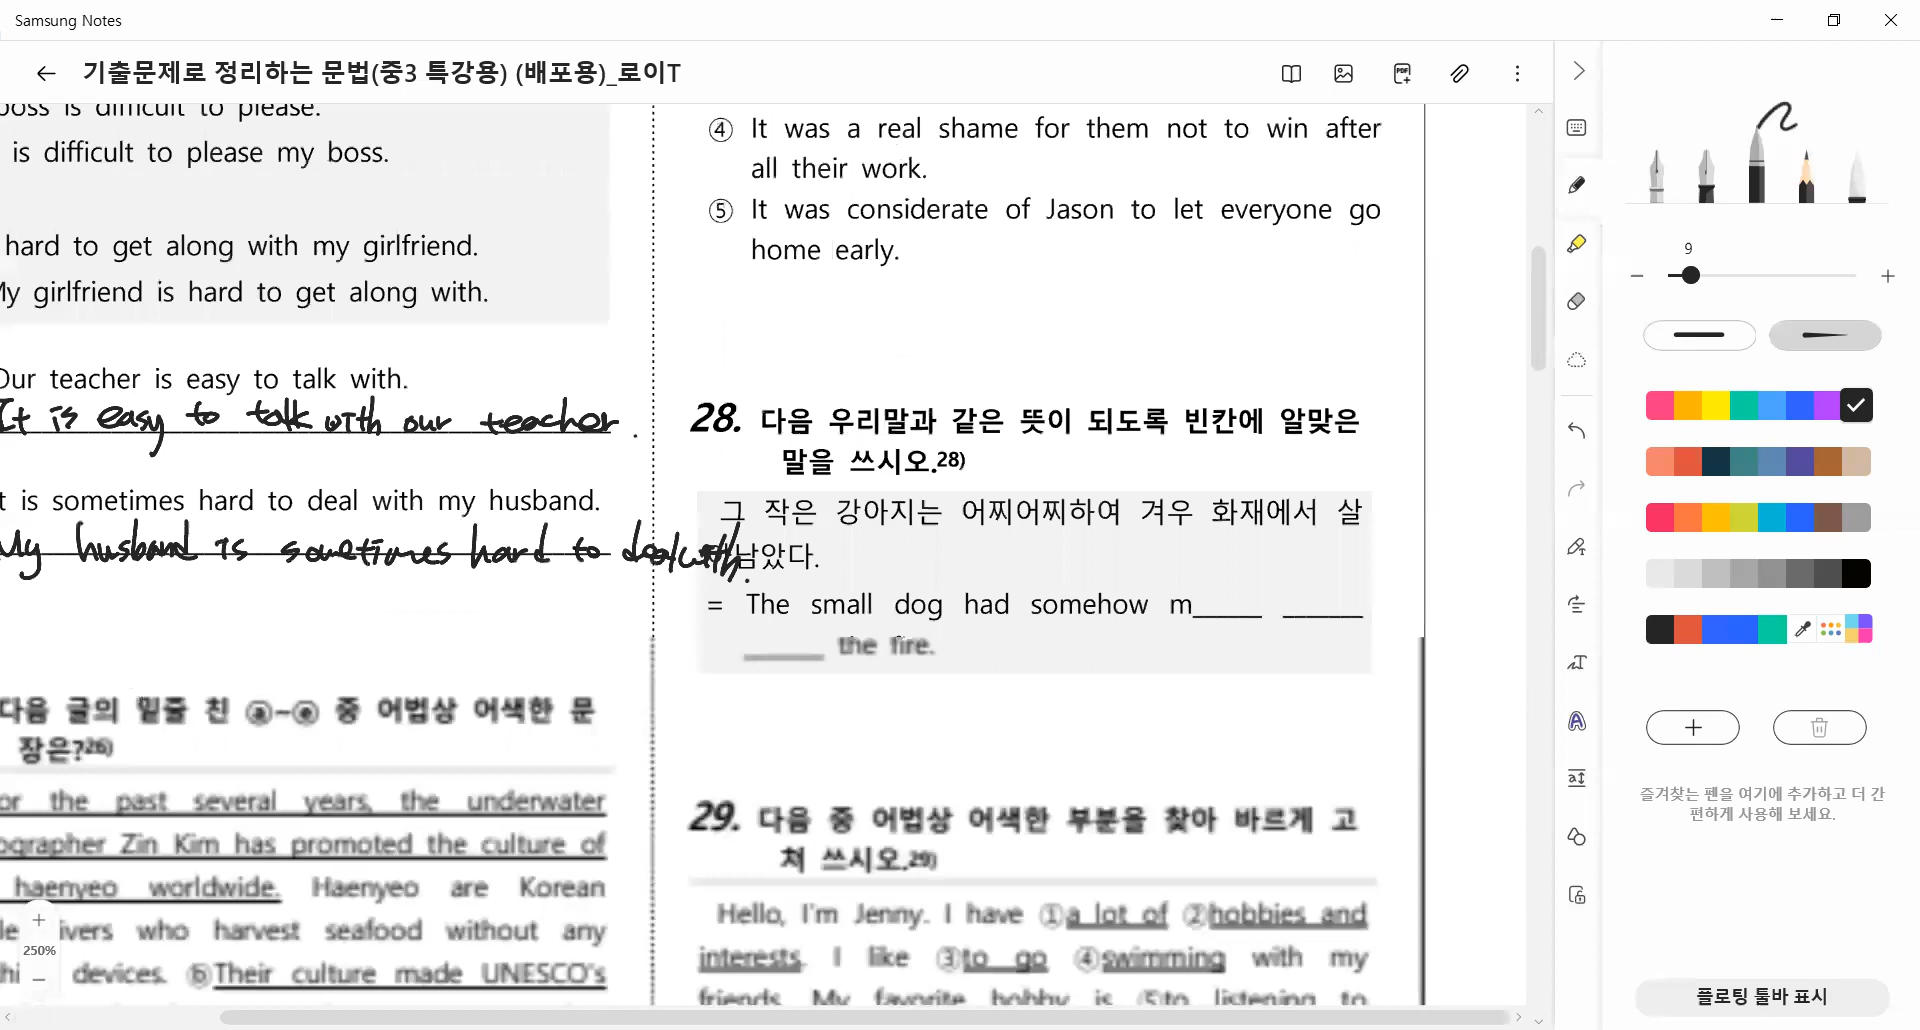 Samsung Notes
기출문제로 정리하는 문법(중3 특강용) (배포용)_로이T
boss is difficult to please.
is difficult to please my boss.
hard to get along with my girlfriend.
My girlfriend is hard to get along with.
Our teacher is easy to talk with.
It is easy to talk with our teacher.
t is sometimes hard to deal with my husband.
My husband is sometimes hard to deal with.
다음 글의 밑줄 친 ⓐ~ⓔ 중 어법상 어색한 문
장은?26)
or the past several years, the underwater
ographer Zin Kim has promoted the culture of
haenyeo worldwide. Haenyeo are Korean
le ivers who harvest seafood without any
hi devices. ⓑTheir culture made UNESCO's
④ It was a real shame for them not to win after
all their work.
⑤ It was considerate of Jason to let everyone go
home early.
28. 다음 우리말과 같은 뜻이 되도록 빈칸에 알맞은
말을 쓰시오.28)
그 작은 강아지는 어찌어찌하여 겨우 화재에서 살
남았다.
= The small dog had somehow m_____ ______
______ the fire.
29. 다음 중 어법상 어색한 부분을 찾아 바르게 고
쳐 쓰시오.29)
Hello, I'm Jenny. I have ①a lot of ②hobbies and
interests. I like ③to go ④swimming with my
friends. My favorite hobby is ⑤to listening to
250%
9
즐겨찾는 펜을 여기에 추가하고 더 간
편하게 사용해 보세요.
플로팅 툴바 표시